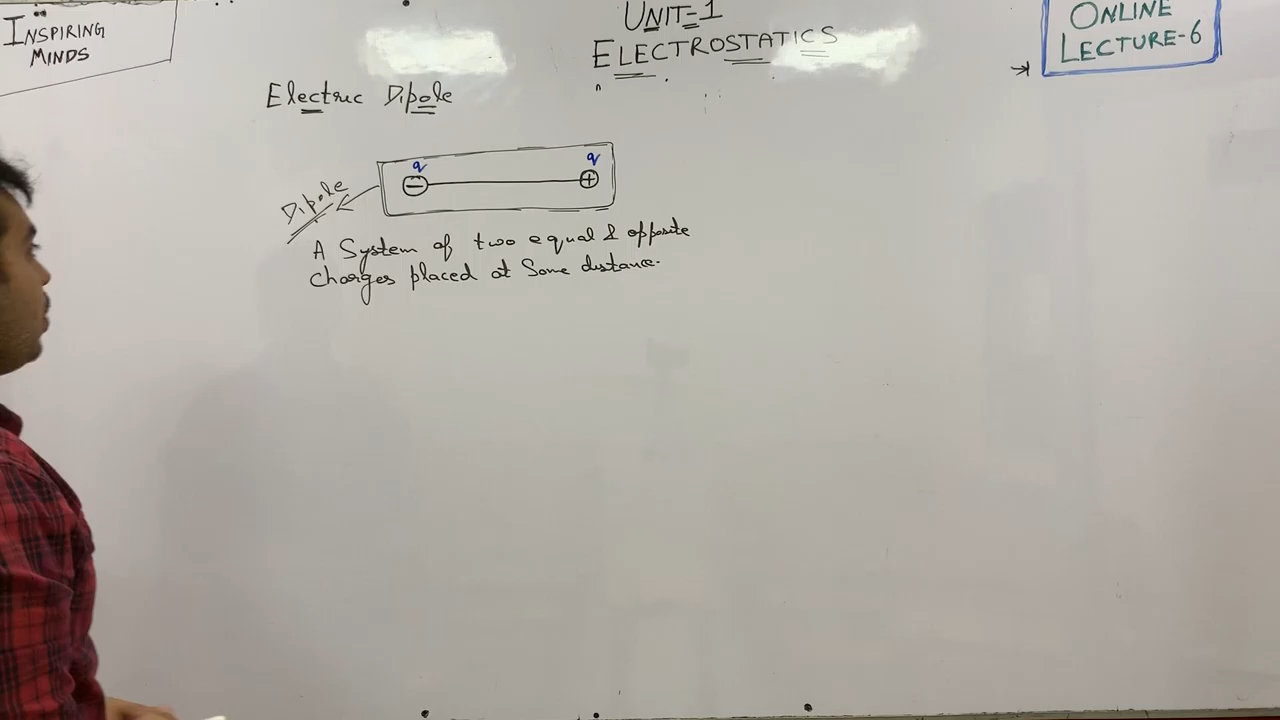 INSPIRING
MINDS
UNIT-1
ELECTROSTATICS
ONLINE
LECTURE-6
Electric Dipole
q q
− +
Dipole
A System of two equal & opposite
charges placed at Some distance.